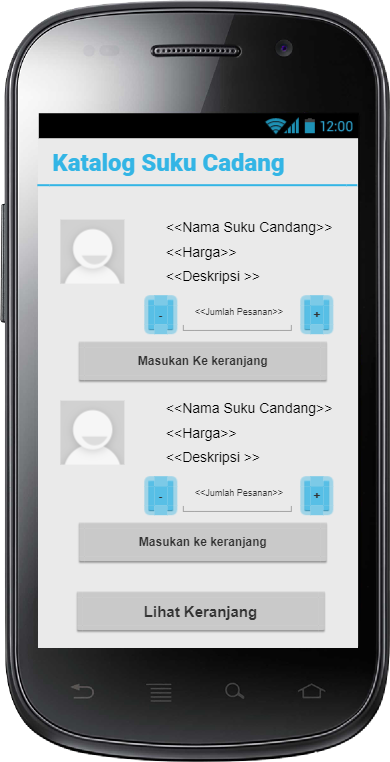 12:00
Katalog Suku Cadang
<<Nama Suku Candang>>
<<Harga>>
<<Deskripsi >>
- <<Jumlah Pesanan>> +
Masukan Ke keranjang
<<Nama Suku Candang>>
<<Harga>>
<<Deskripsi >>
- <<Jumlah Pesanan>> +
Masukan ke keranjang
Lihat Keranjang